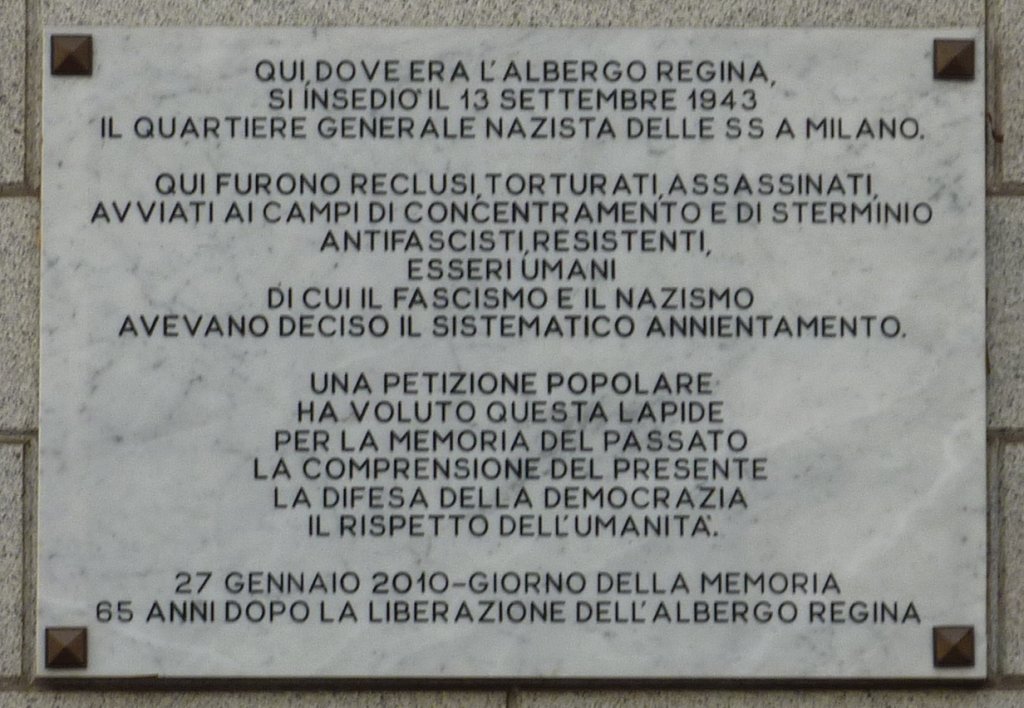 QUI, DOVE ERA L'ALBERGO REGINA,
SI INSEDIO' IL 13 SETTEMBRE 1943
IL QUARTIERE GENERALE NAZISTA DELLE SS A MILANO.
QUI FURONO RECLUSI, TORTURATI, ASSASSINATI,
AVVIATI AI CAMPI DI CONCENTRAMENTO E DI STERMINIO
ANTIFASCISTI, RESISTENTI,
ESSERI UMANI
DI CUI IL FASCISMO E IL NAZISMO
AVEVANO DECISO IL SISTEMATICO ANNIENTAMENTO.
UNA PETIZIONE POPOLARE
HA VOLUTO QUESTA LAPIDE
PER LA MEMORIA DEL PASSATO
LA COMPRENSIONE DEL PRESENTE
LA DIFESA DELLA DEMOCRAZIA
IL RISPETTO DELL'UMANITA'.
27 GENNAIO 2010-GIORNO DELLA MEMORIA
65 ANNI DOPO LA LIBERAZIONE DELL'ALBERGO REGINA